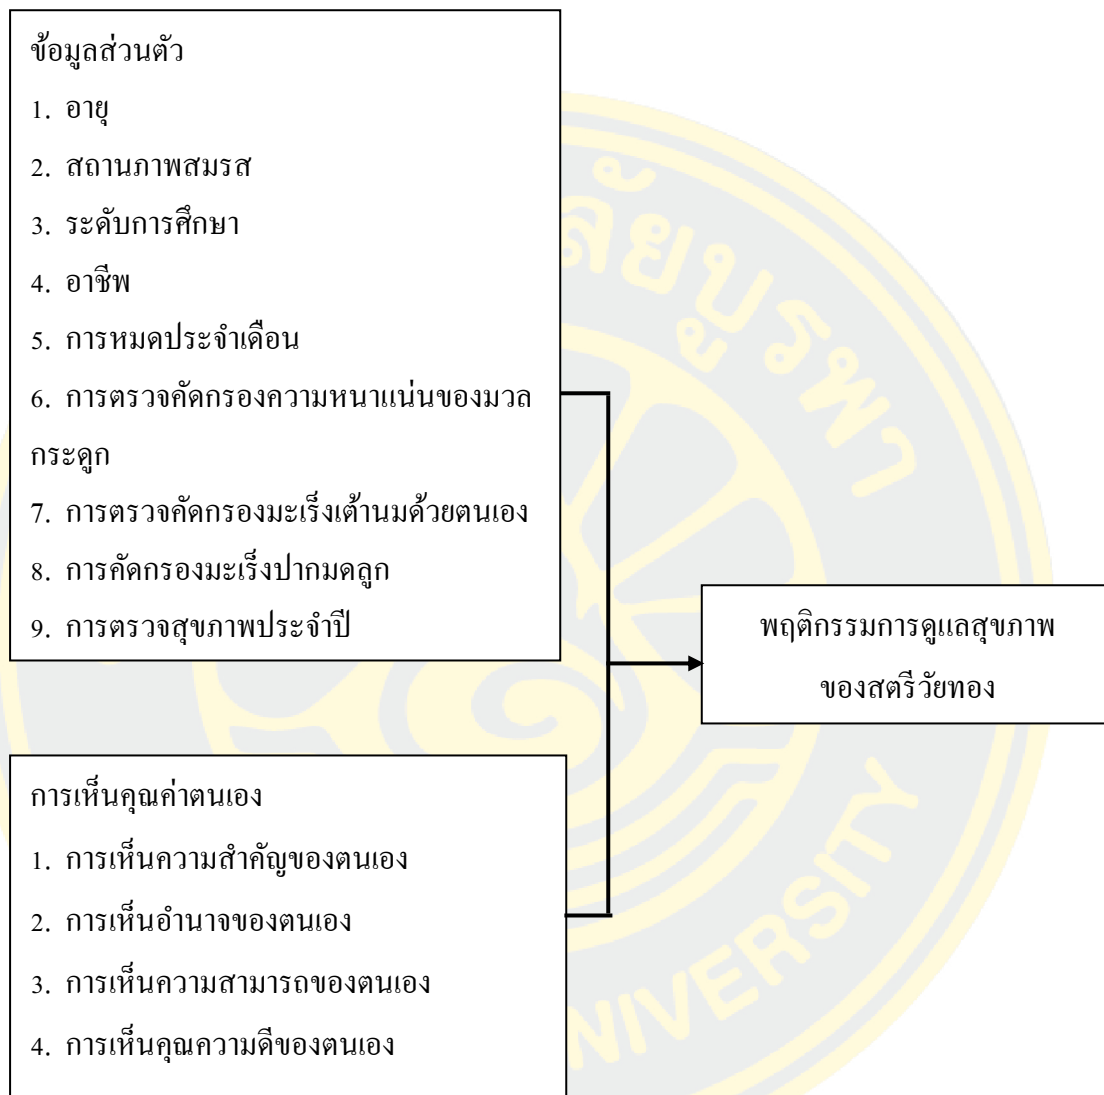 ข้อมูลส่วนตัว
1. อายุ
2. สถานภาพสมรส
3. ระดับการศึกษา
4. อาชีพ
5. การหมดประจำเดือน
6. การตรวจคัดกรองความหนาแน่นของมวล
กระดูก
7. การตรวจคัดกรองมะเร็งเต้านมด้วยตนเอง
8. การคัดกรองมะเร็งปากมดลูก
9. การตรวจสุขภาพประจำปี
พฤติกรรมการดูแลสุขภาพ
ของสตรีวัยทอง
การเห็นคุณค่าตนเอง
1. การเห็นความสำคัญของตนเอง
2. การเห็นอำนาจของตนเอง
3. การเห็นความสามารถของตนเอง
4. การเห็นคุณความดีของตนเอง
ลัยบูรพา
NIVERSITY